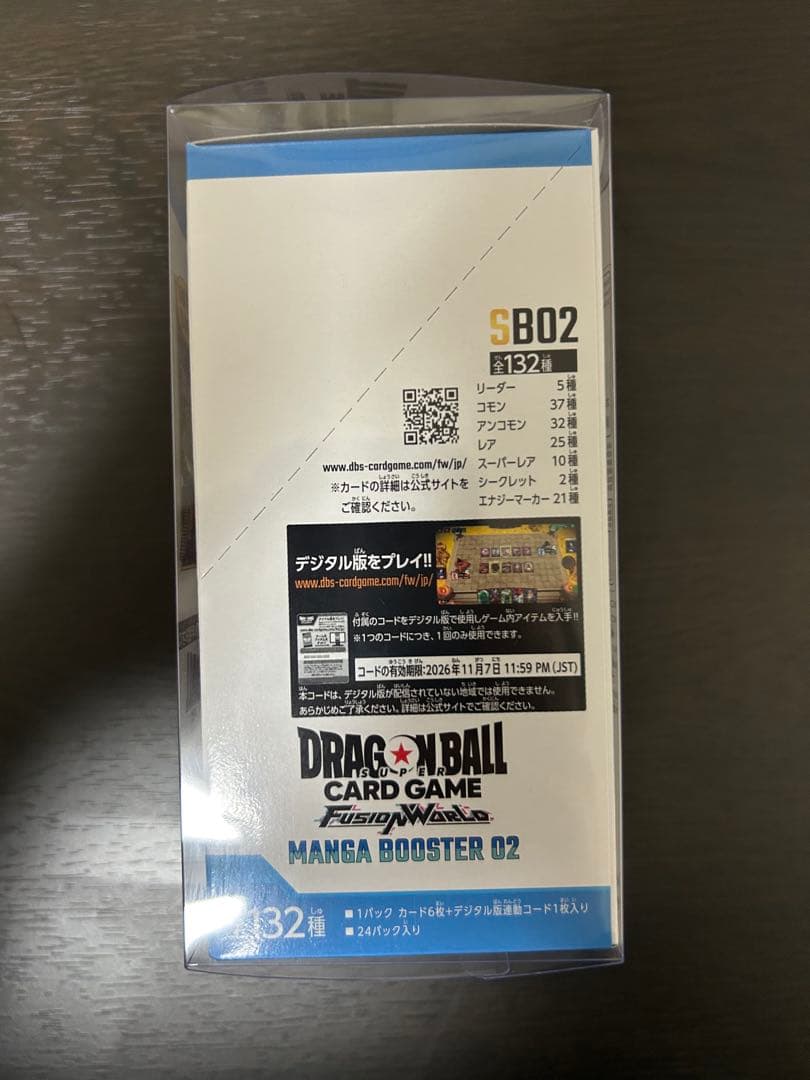 SB02
全132種
リーダー 5種
コモン 37種
アンコモン 32種
レア 25種
スーパーレア 10種
シークレット 2種
エナジーマーカー 21種
www.dbs-cardgame.com/fw/jp/
※カードの詳細は公式サイトを
ご確認ください。
デジタル版をプレイ!!
www.dbs-cardgame.com/fw/jp/
付属のコードをデジタル版で使用しゲーム内アイテムを入手!!
※1つのコードにつき、1回のみ使用できます。
コードの有効期限:2026年11月7日 11:59 PM (JST)
本コードは、デジタル版が配信されていない地域では使用できません。
あらかじめご了承ください。詳細は公式サイトでご確認ください。
DRAGON BALL
SUPER
CARD GAME
FUSION WORLD
MANGA BOOSTER 02
132種
■ 1パック カード6枚+デジタル版連動コード1枚入り
■ 24パック入り